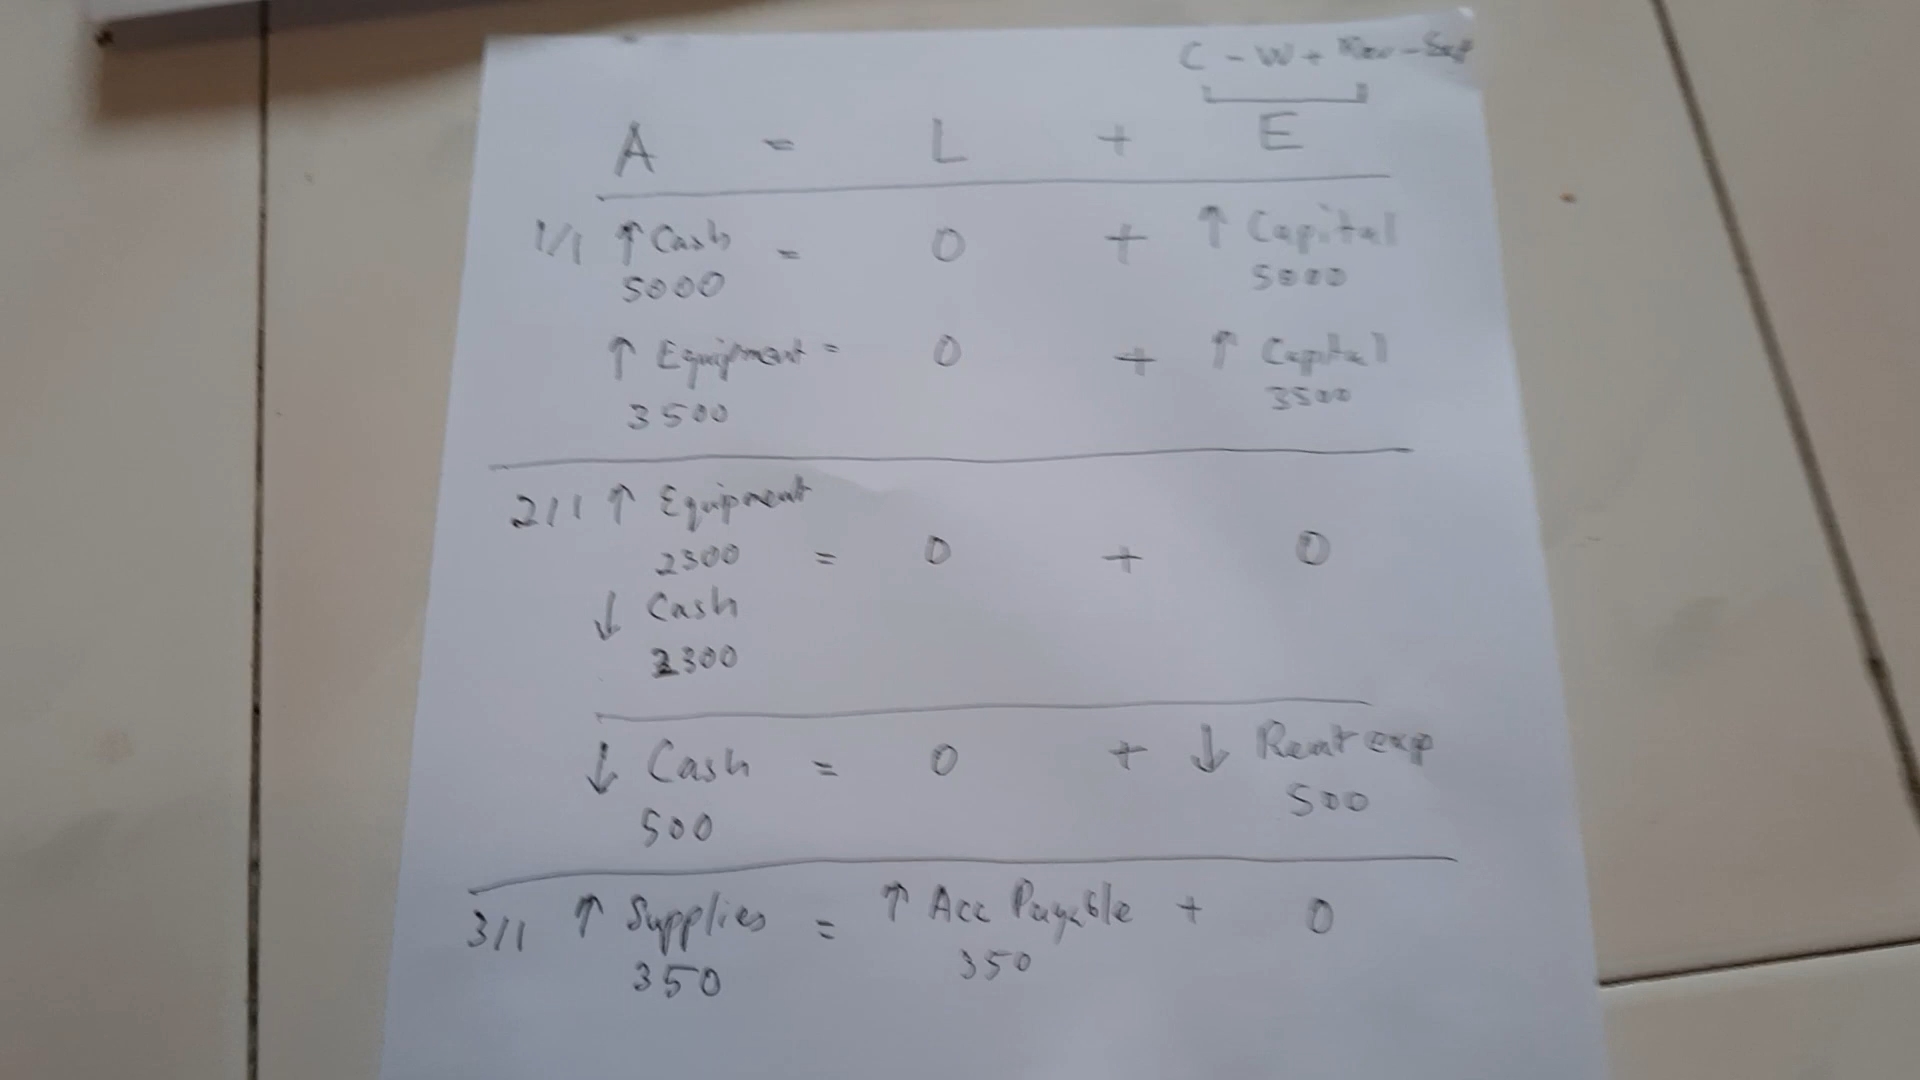 C - W + Rev - Exp
A = L + E
1/1 ↑ Cash = 0 + ↑ Capital
5000 5000
↑ Equipment = 0 + ↑ Capital
3500 3500
2/1 ↑ Equipment
2300 = 0 + 0
↓ Cash
2300
↓ Cash = 0 + ↓ Rent exp
500 500
3/1 ↑ Supplies = ↑ Acc Payable + 0
350 350